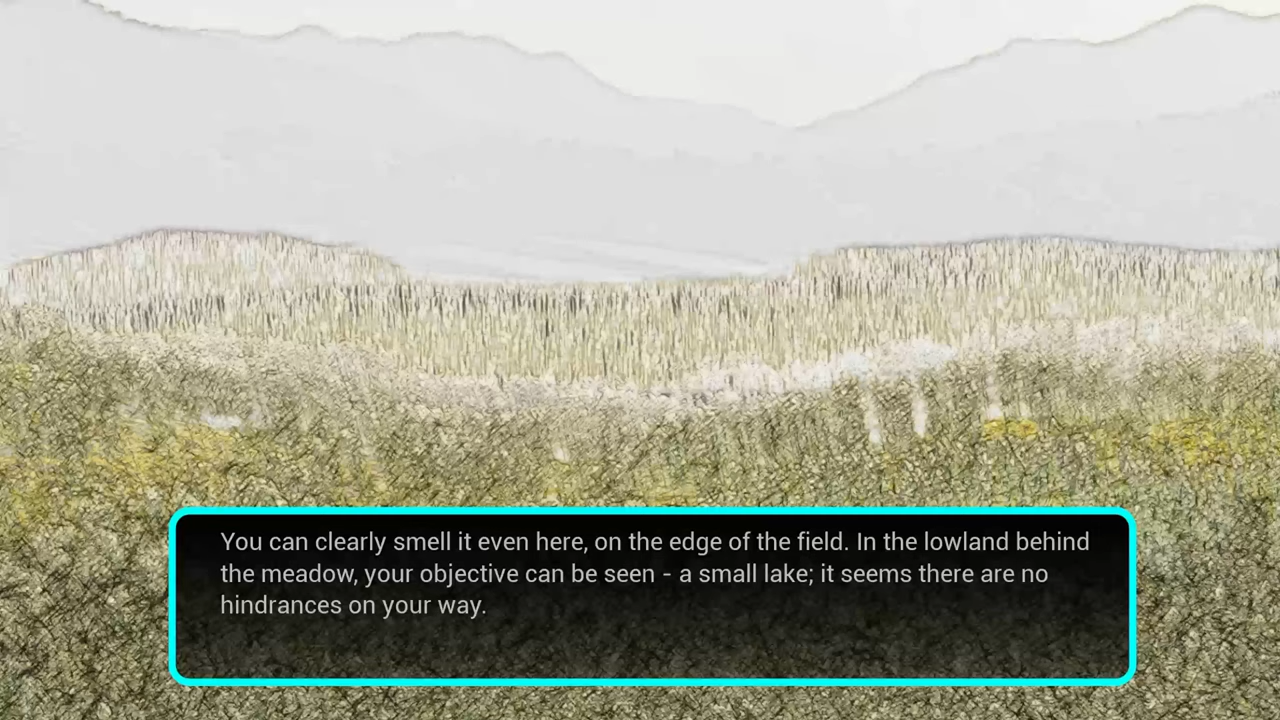 You can clearly smell it even here, on the edge of the field. In the lowland behind
the meadow, your objective can be seen - a small lake; it seems there are no
hindrances on your way.